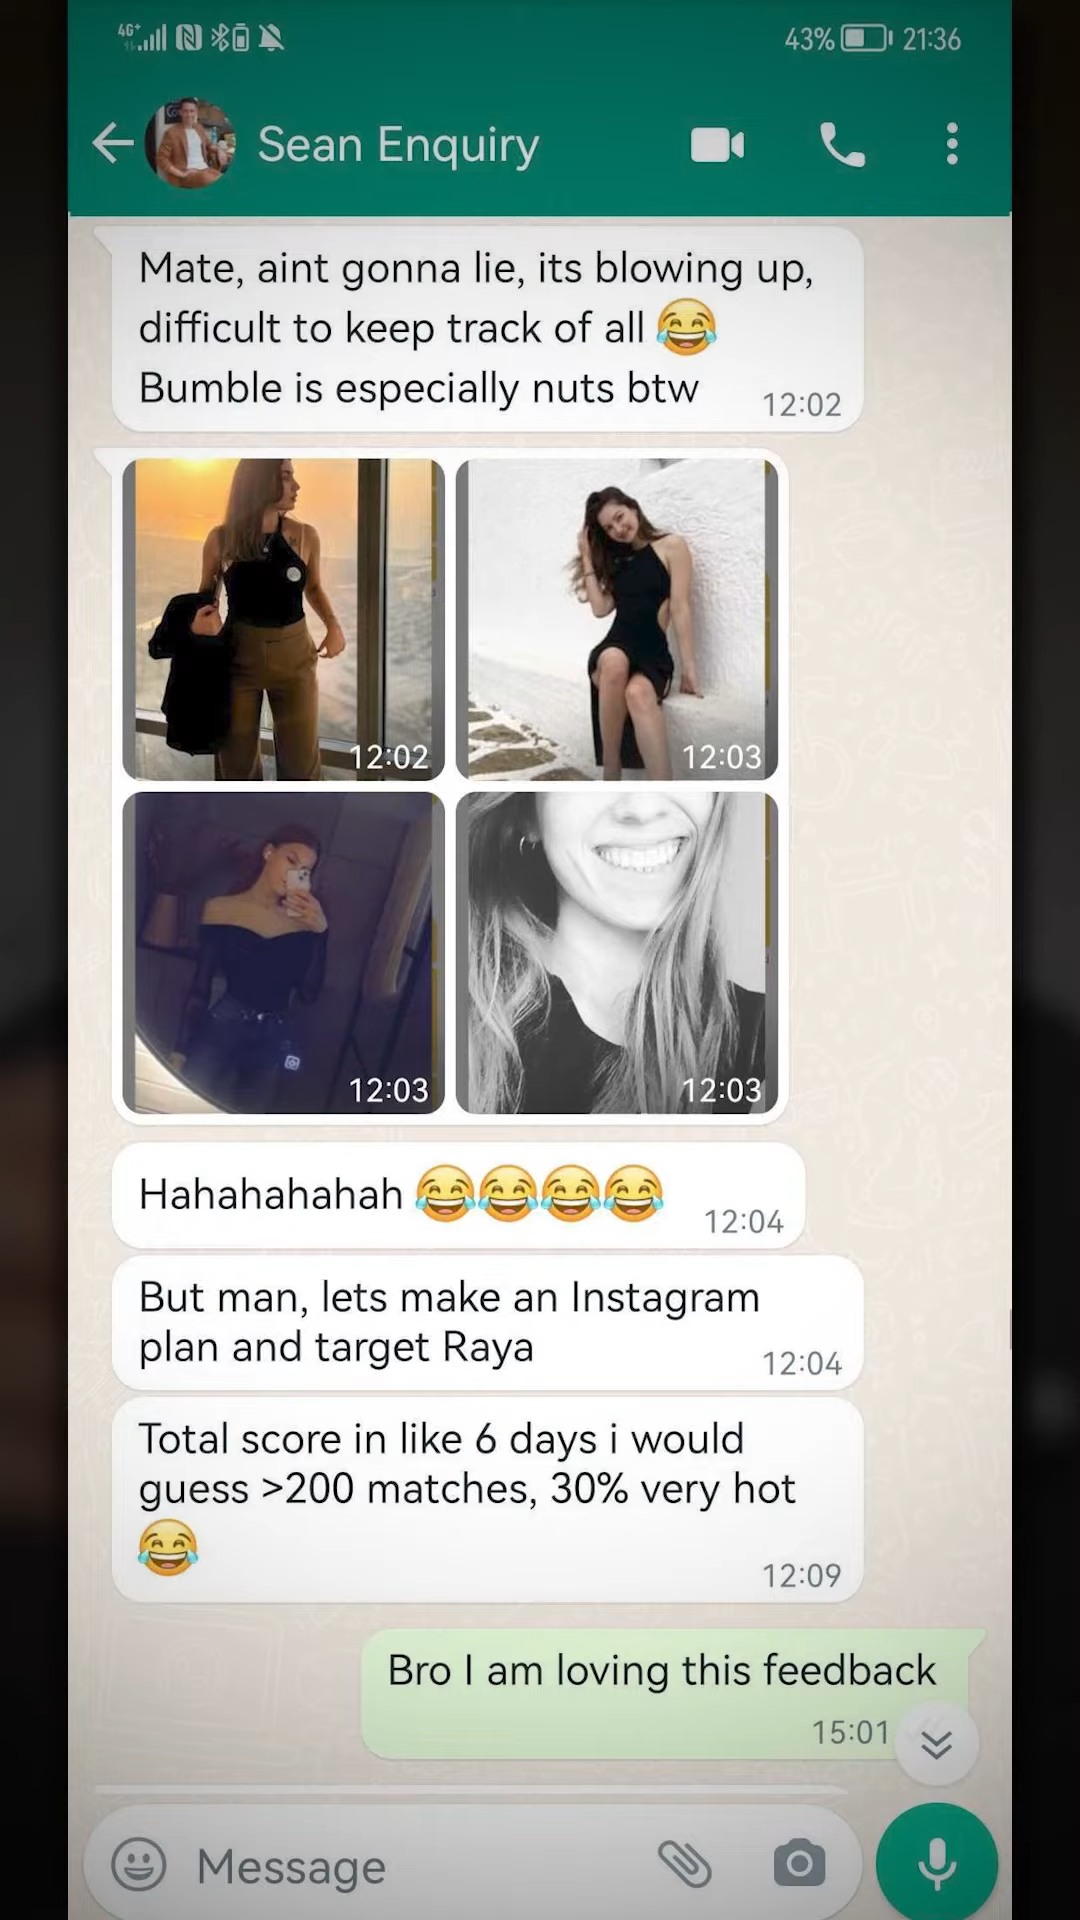 4G+
43% 21:36
Sean Enquiry
Mate, aint gonna lie, its blowing up,
difficult to keep track of all 😂
Bumble is especially nuts btw
12:02
12:02
12:03
12:03
12:03
Hahahahahah 😂😂😂😂
12:04
But man, lets make an Instagram
plan and target Raya
12:04
Total score in like 6 days i would
guess >200 matches, 30% very hot
😂
12:09
Bro I am loving this feedback
15:01
Message